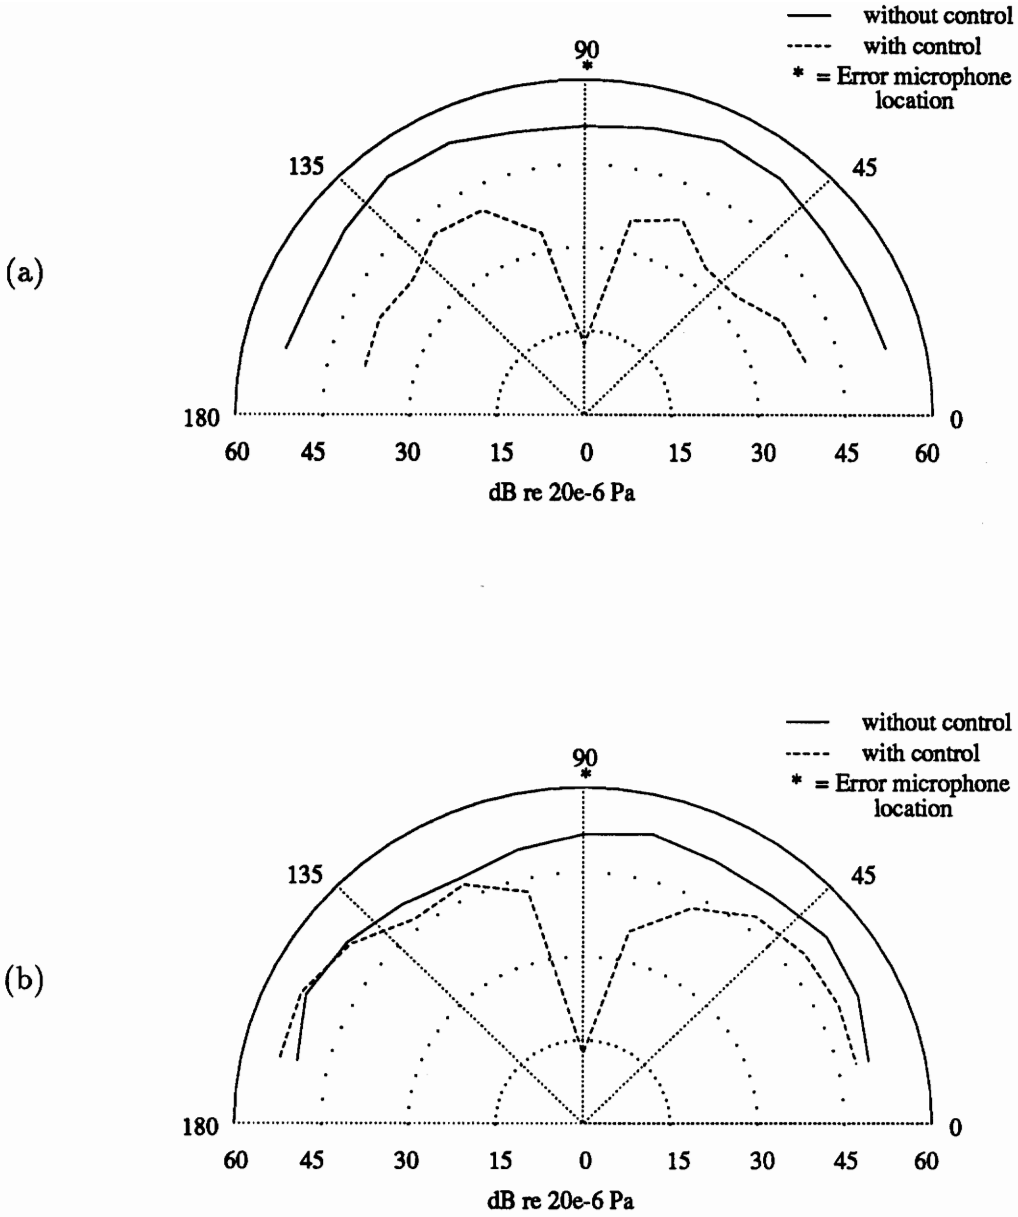 without control
with control
* = Error microphone
location
90
*
135
45
(a)
180
0
60 45 30 15 0 15 30 45 60
dB re 20e-6 Pa
without control
with control
* = Error microphone
location
90
*
135
45
(b)
180
0
60 45 30 15 0 15 30 45 60
dB re 20e-6 Pa